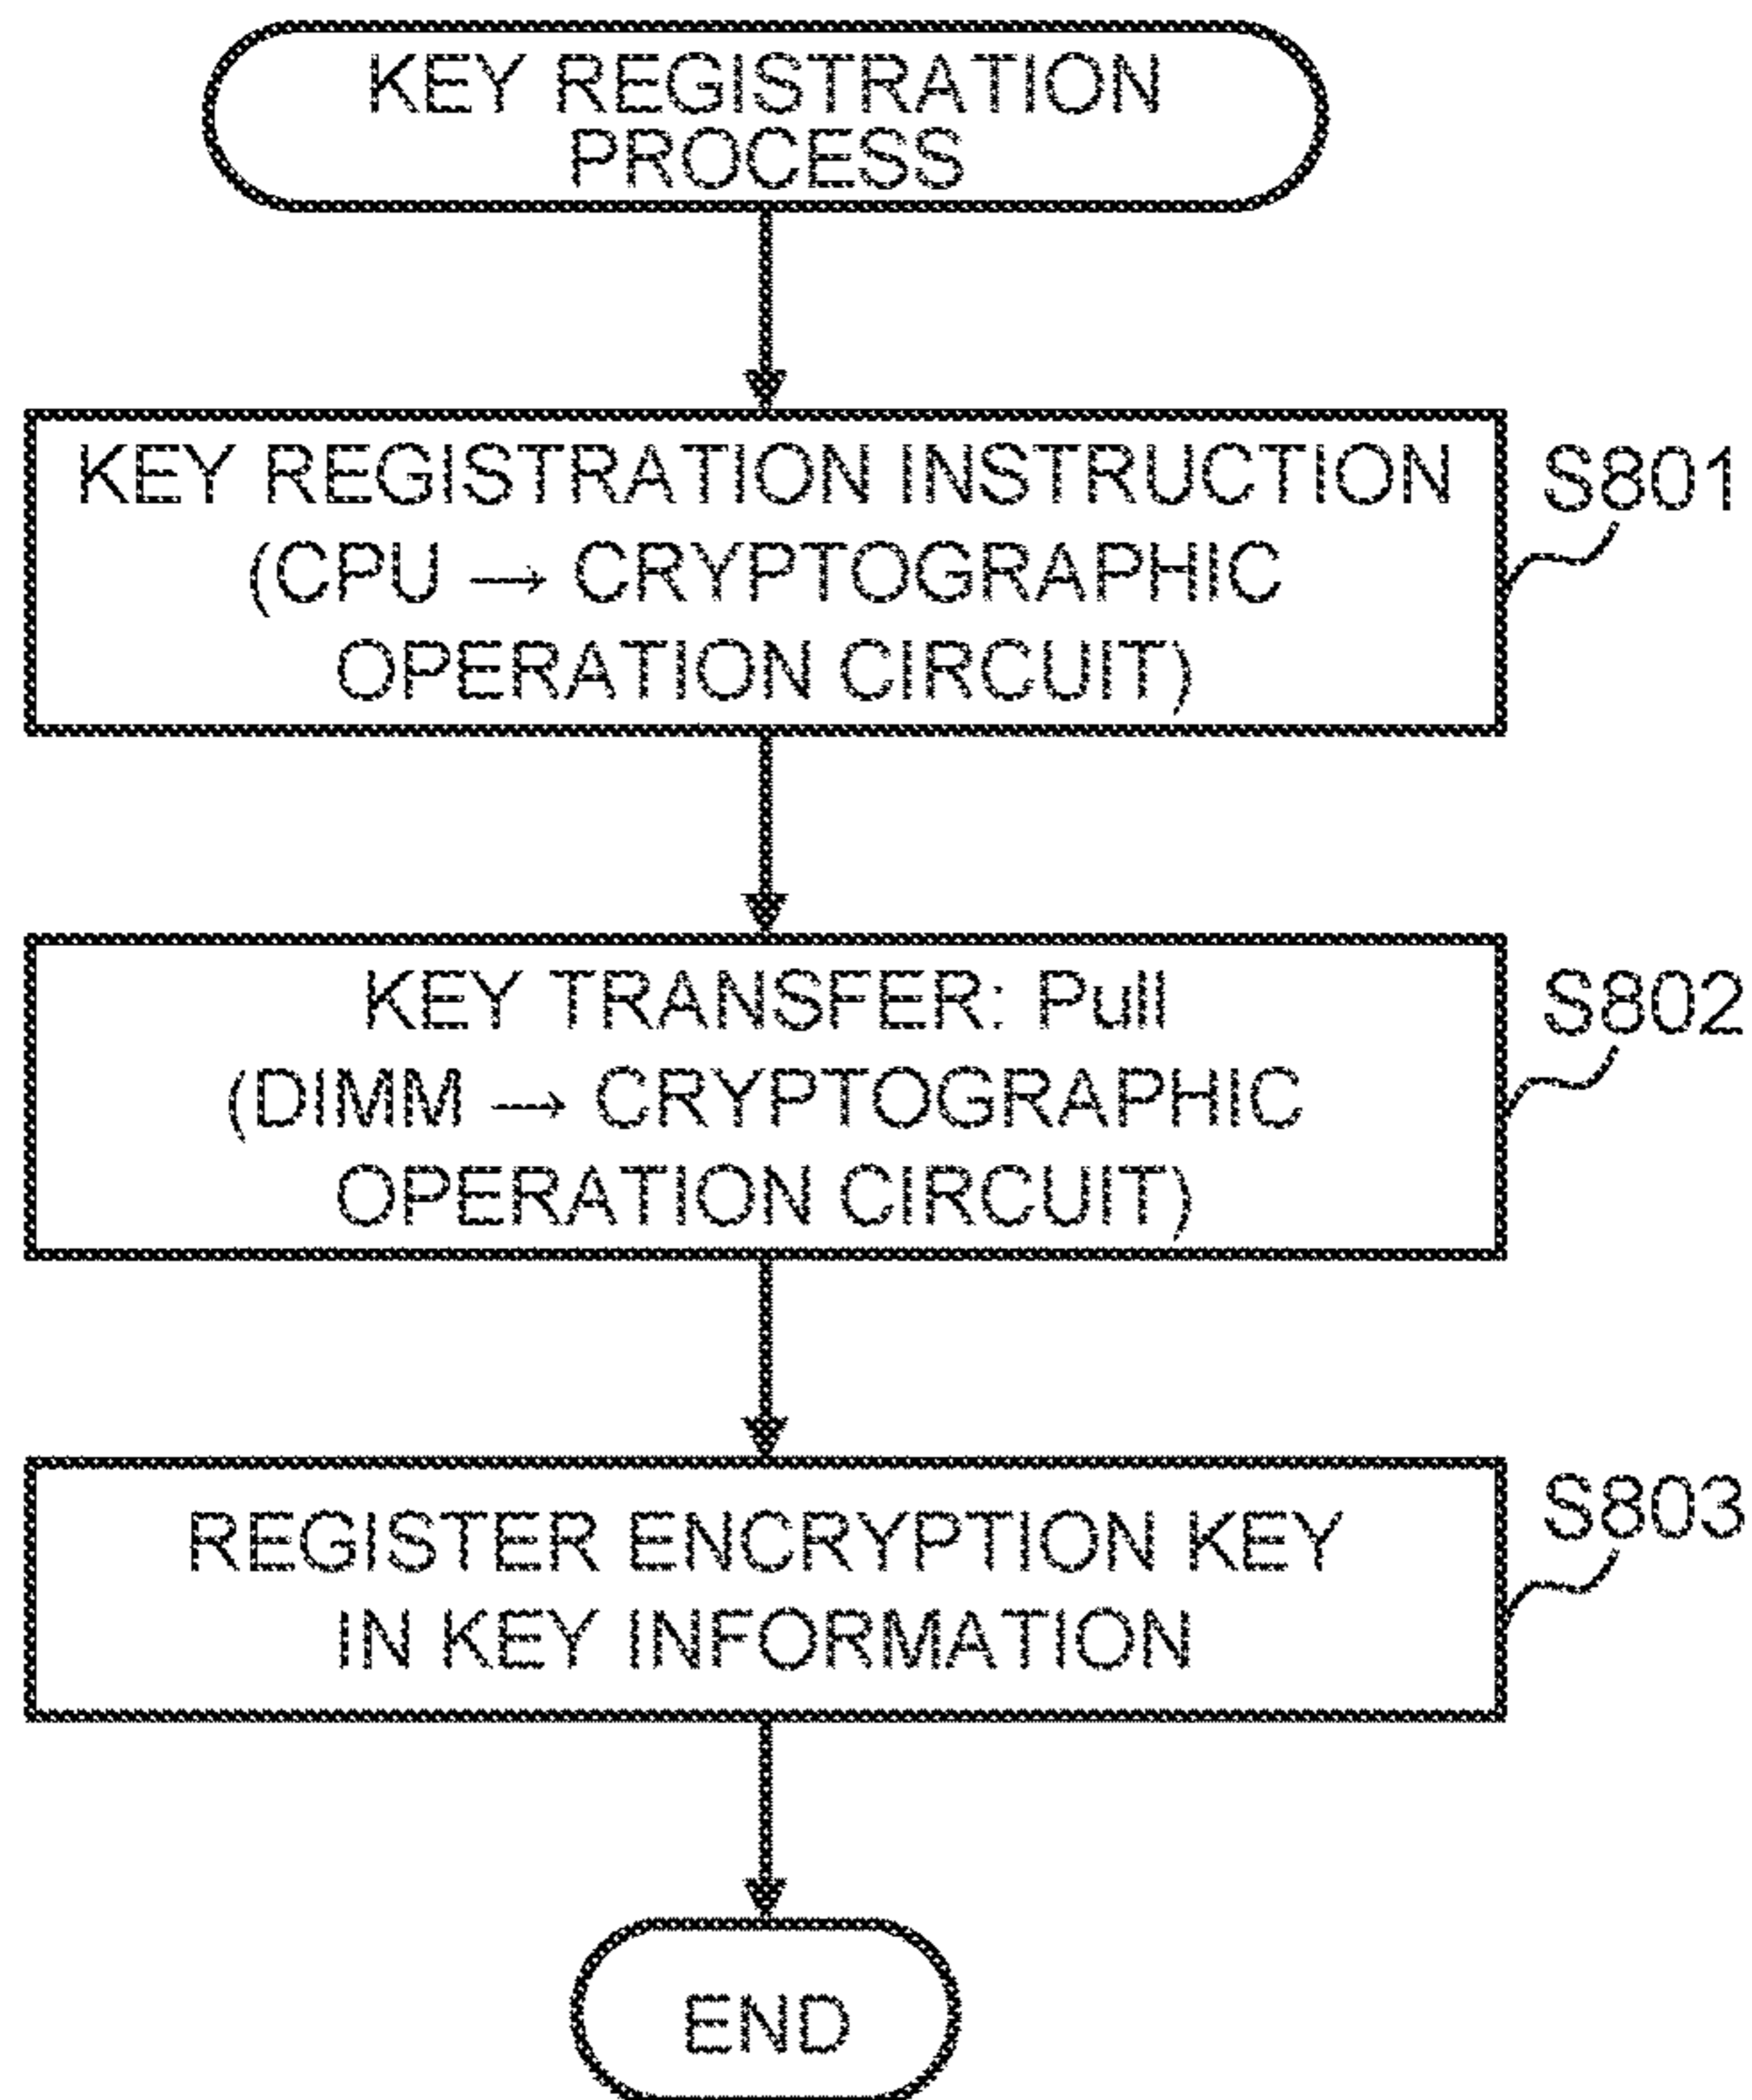 KEY REGISTRATION
PROCESS
KEY REGISTRATION INSTRUCTION
(CPU → CRYPTOGRAPHIC
OPERATION CIRCUIT)
S801
KEY TRANSFER: Pull
(DIMM → CRYPTOGRAPHIC
OPERATION CIRCUIT)
S802
REGISTER ENCRYPTION KEY
IN KEY INFORMATION
S803
END